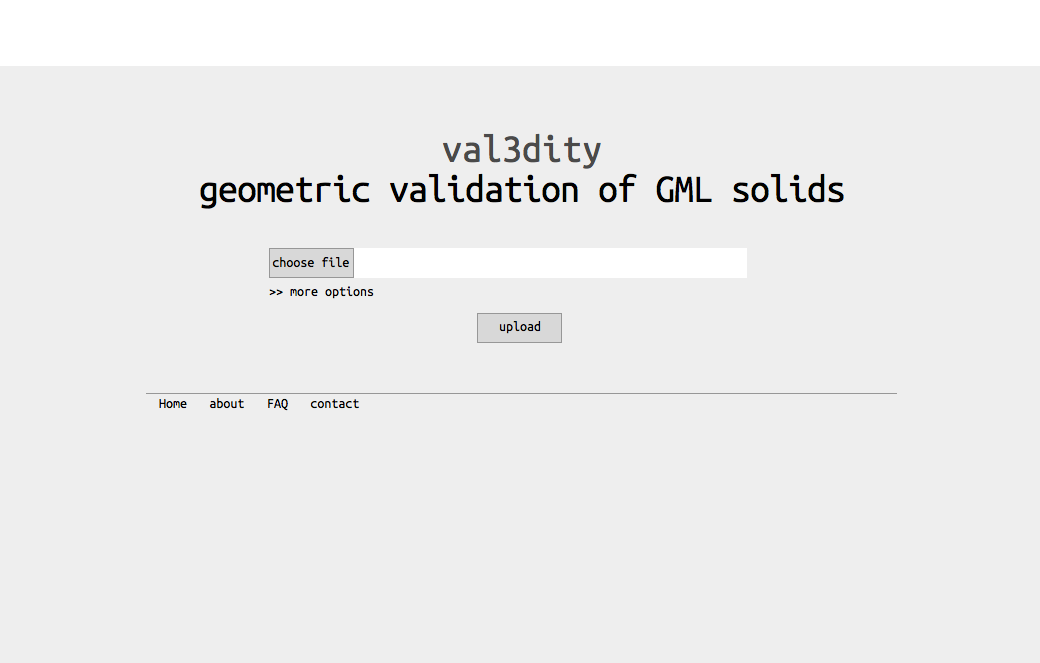 val3dity
geometric validation of GML solids
choose file
>> more options
upload
Home about FAQ contact